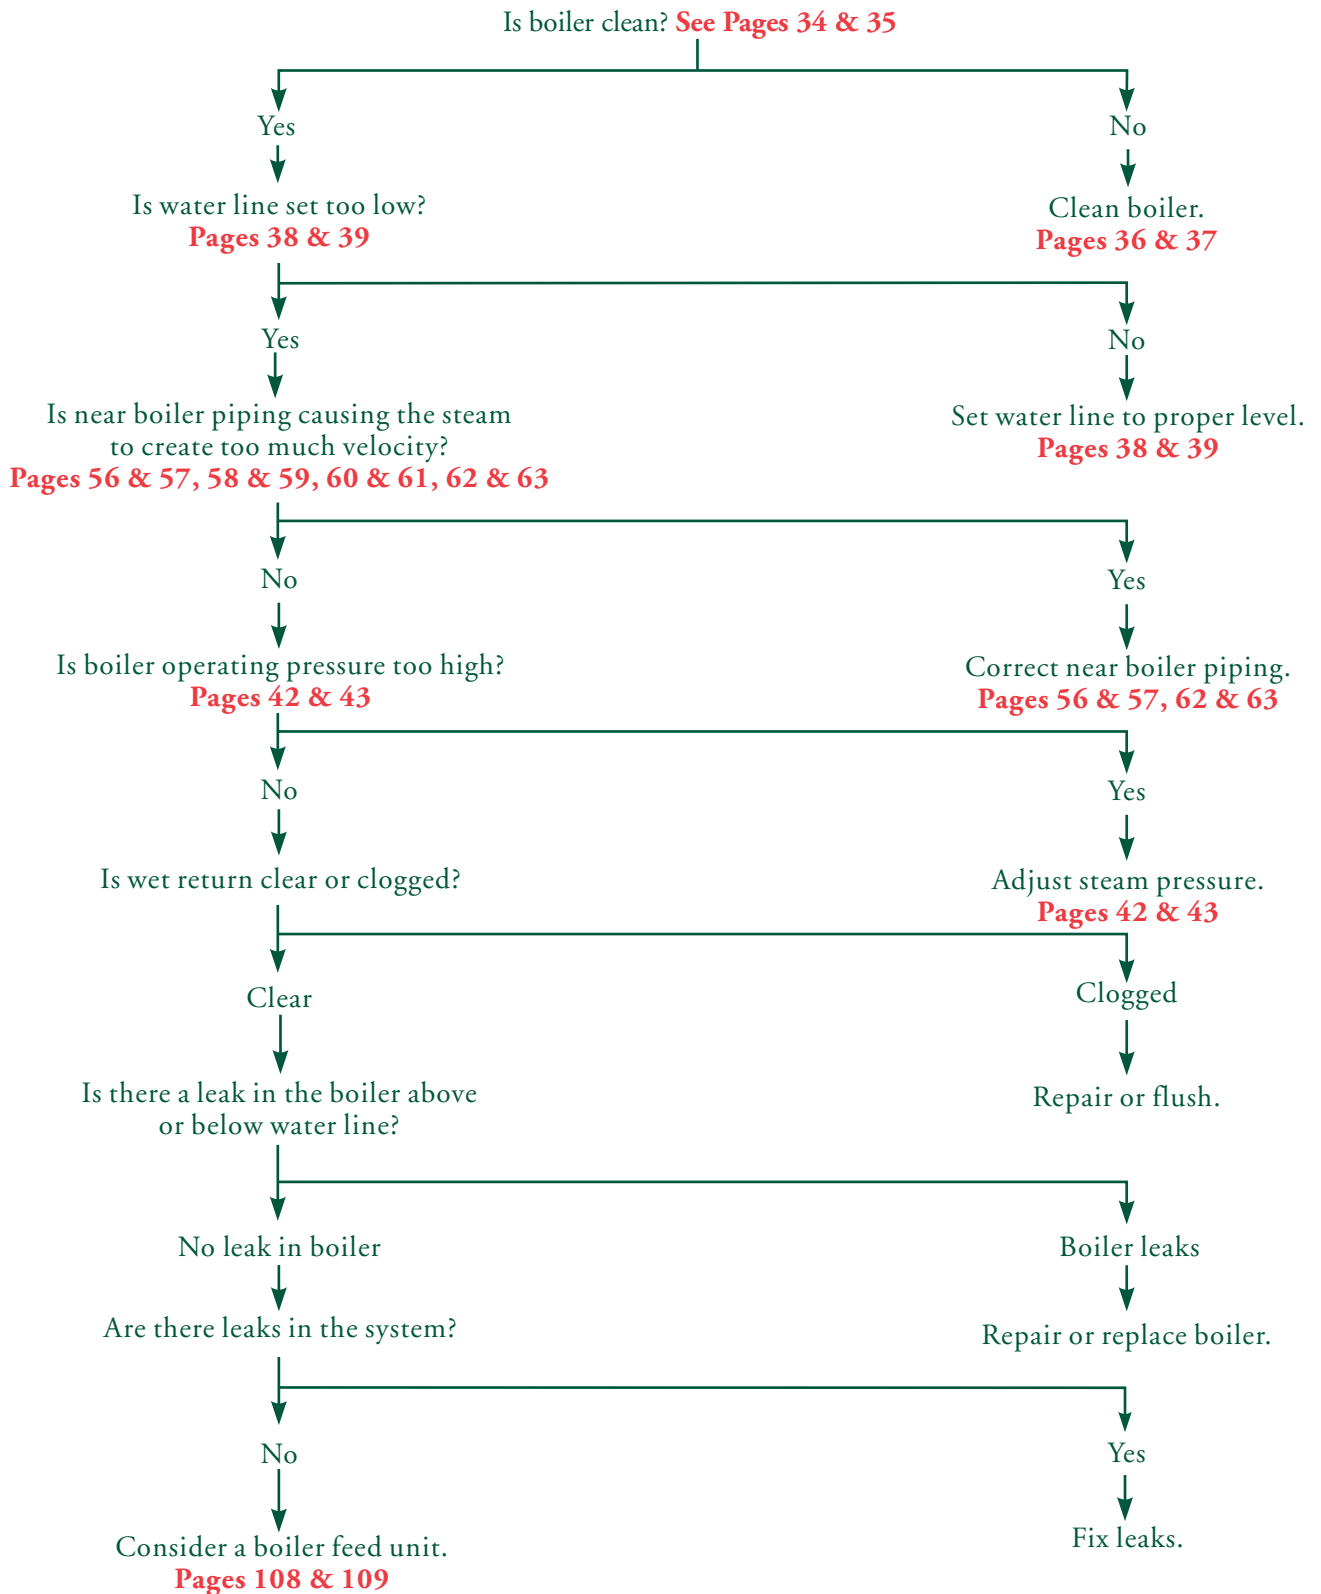 Is boiler clean? See Pages 34 & 35
Yes
No
Is water line set too low?
Pages 38 & 39
Clean boiler.
Pages 36 & 37
Yes
No
Is near boiler piping causing the steam
to create too much velocity?
Pages 56 & 57, 58 & 59, 60 & 61, 62 & 63
Set water line to proper level.
Pages 38 & 39
No
Yes
Is boiler operating pressure too high?
Pages 42 & 43
Correct near boiler piping.
Pages 56 & 57, 62 & 63
No
Yes
Is wet return clear or clogged?
Adjust steam pressure.
Pages 42 & 43
Clear
Clogged
Is there a leak in the boiler above
or below water line?
Repair or flush.
No leak in boiler
Boiler leaks
Are there leaks in the system?
Repair or replace boiler.
No
Yes
Consider a boiler feed unit.
Pages 108 & 109
Fix leaks.